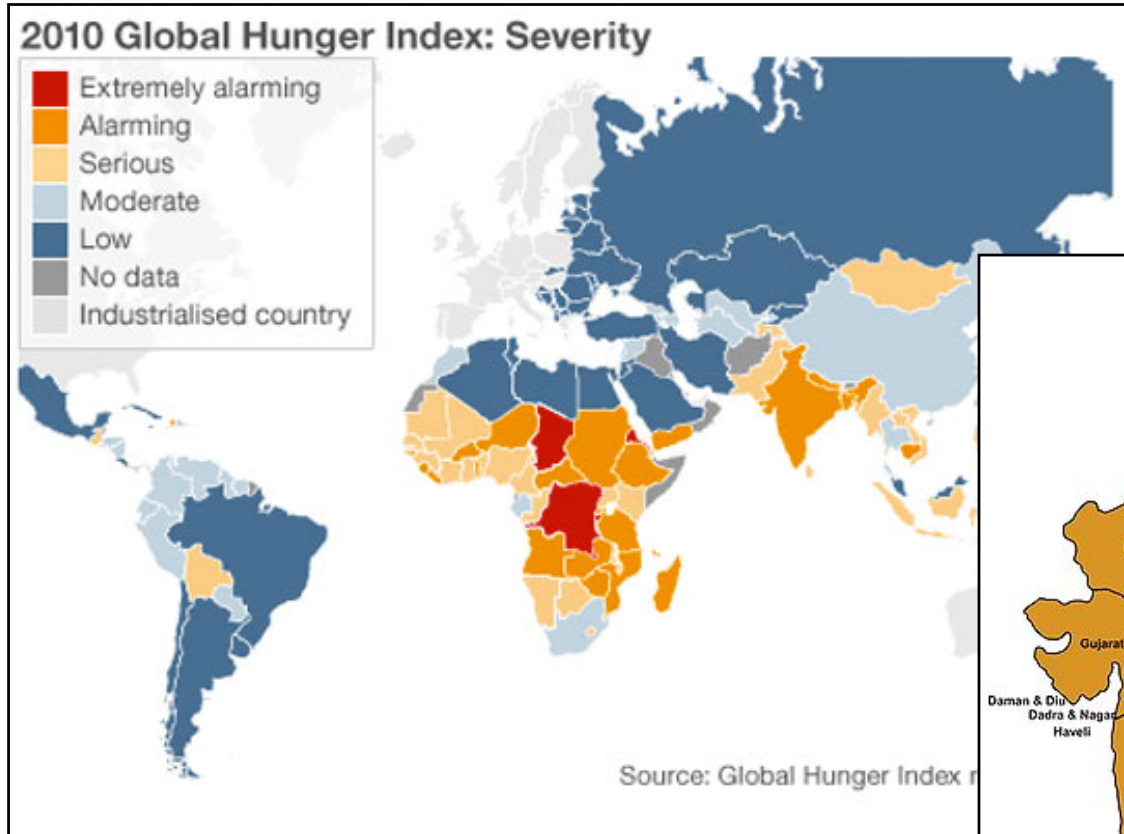 2010 Global Hunger Index: Severity
Extremely alarming
Alarming
Serious
Moderate
Low
No data
Industrialised country
Source: Global Hunger Index
Gujarat
Daman & Diu
Dadra & Nagar
Haveli